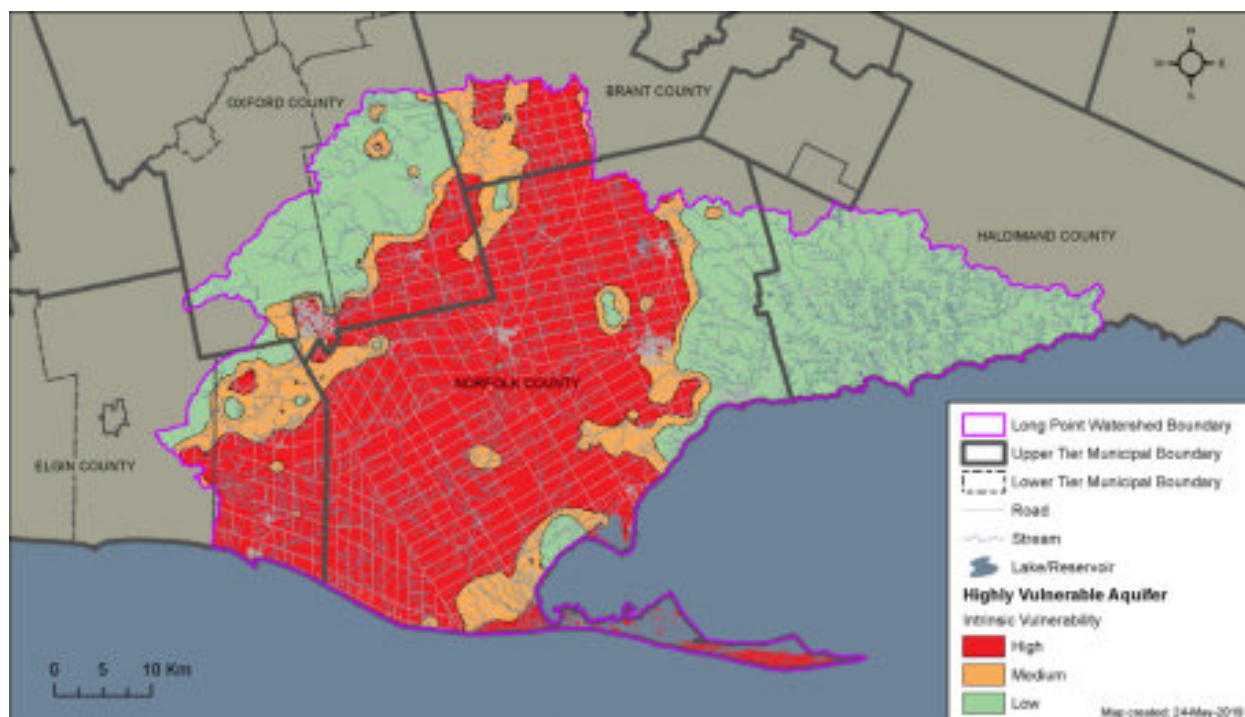 N
W E
S
OXFORD COUNTY
BRANT COUNTY
HALDIMAND COUNTY
NORFOLK COUNTY
ELGIN COUNTY
Long Point Watershed Boundary
Upper Tier Municipal Boundary
Lower Tier Municipal Boundary
Road
Stream
Lake/Reservoir
Highly Vulnerable Aquifer
Intrinsic Vulnerability
High
Medium
Low
0 5 10 Km
Map created: 24-May-2019